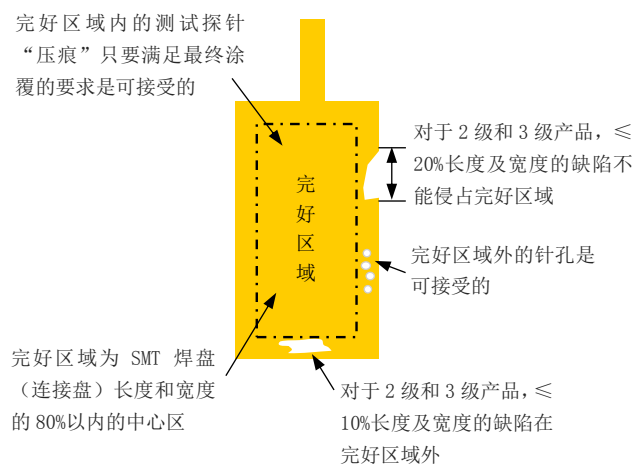 完好区域内的测试探针
“压痕”只要满足最终涂
覆的要求是可接受的
对于 2 级和 3 级产品，≤
20%长度及宽度的缺陷不
能侵占完好区域
完
好
区
域
完好区域外的针孔是
可接受的
完好区域为 SMT 焊盘
（连接盘）长度和宽度
的 80%以内的中心区
对于 2 级和 3 级产品，≤
10%长度及宽度的缺陷在
完好区域外